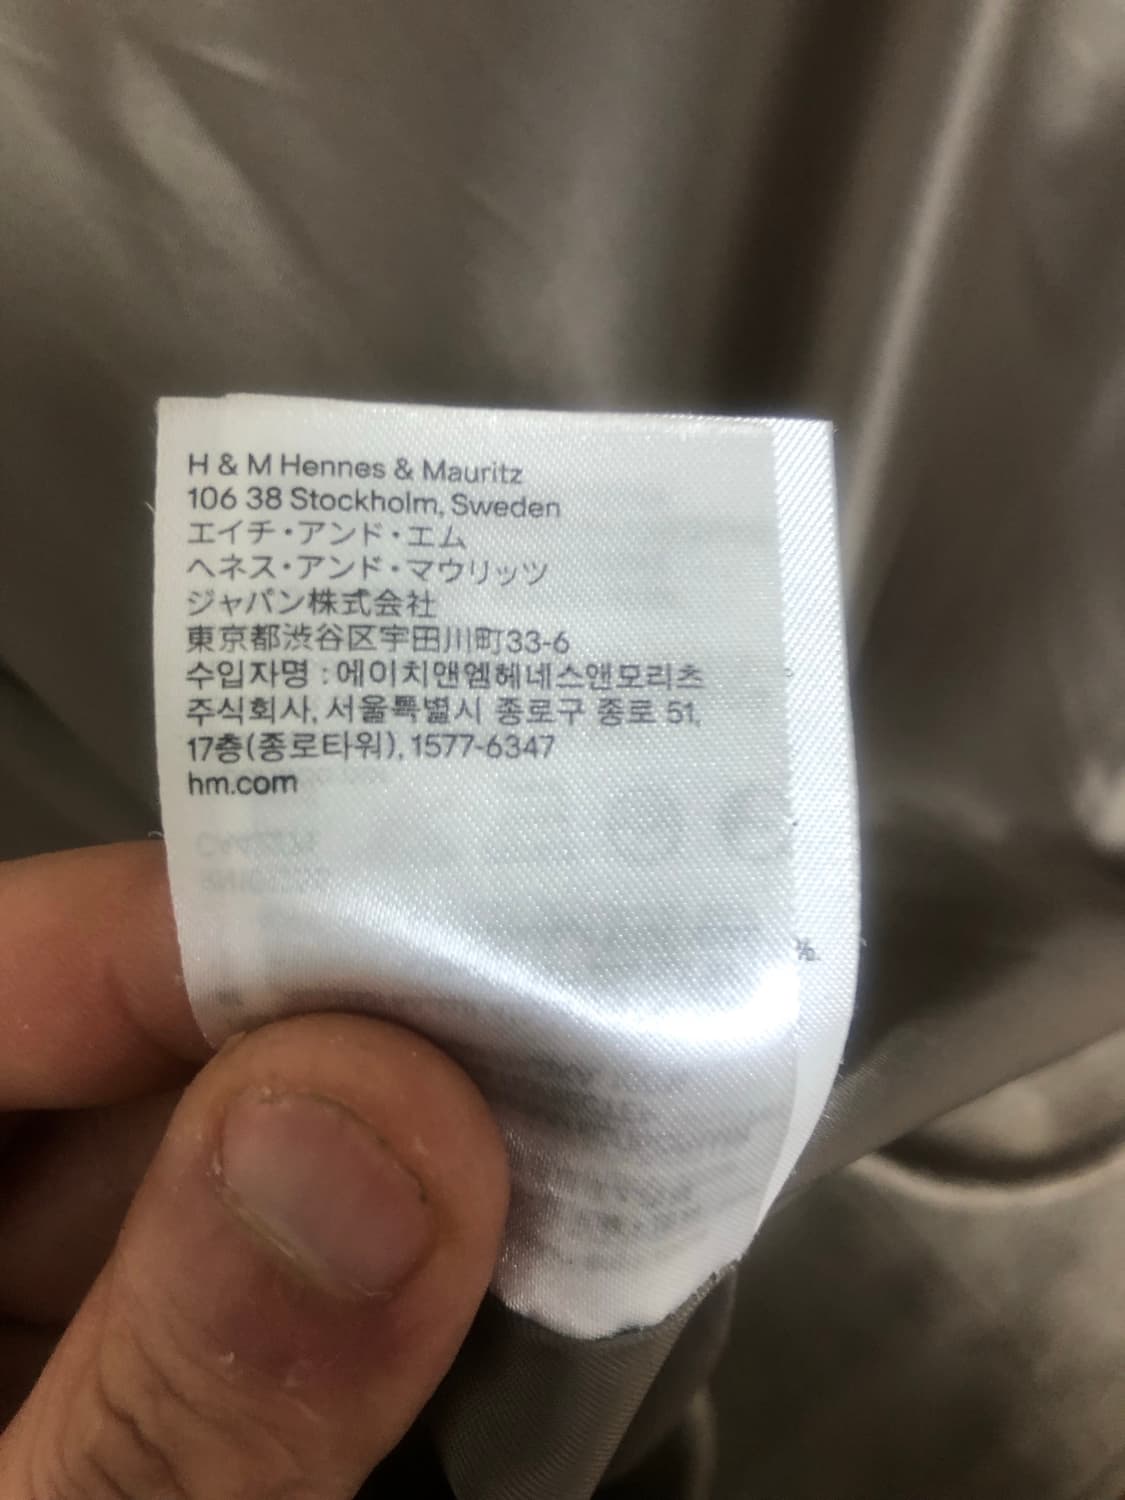 H & M Hennes & Mauritz
106 38 Stockholm, Sweden
エイチ・アンド・エム
ヘネス・アンド・マウリッツ
ジャパン株式会社
東京都渋谷区宇田川町33-6
수입자명 : 에이치앤엠헤네스앤모리츠
주식회사, 서울특별시 종로구 종로 51,
17층(종로타워), 1577-6347
hm.com
%